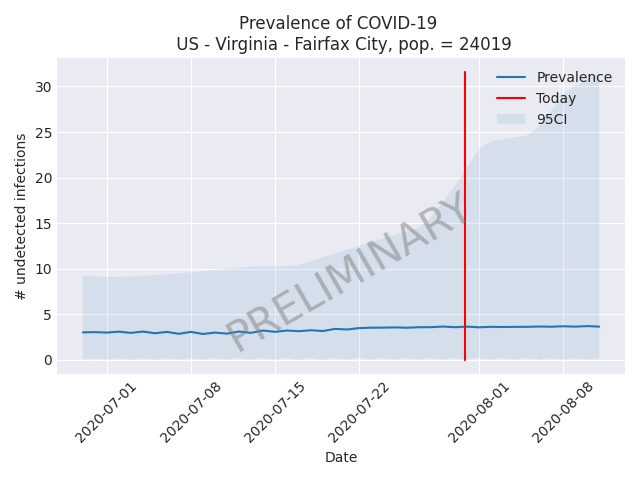 Prevalence of COVID-19
US - Virginia - Fairfax City, pop. = 24019
Prevalence
Today
95CI
# undetected infections
30
25
20
15
10
5
0
PRELIMINARY
2020-07-01
2020-07-08
2020-07-15
2020-07-22
2020-08-01
2020-08-08
Date